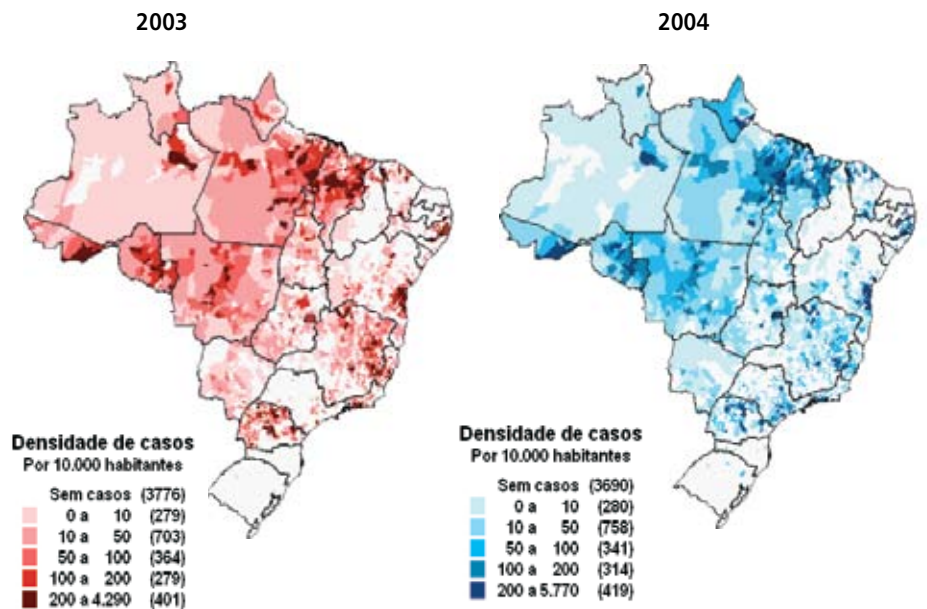 2003
2004
Densidade de casos
Por 10.000 habitantes
Sem casos (3776)
0 a 10 (279)
10 a 50 (703)
50 a 100 (364)
100 a 200 (279)
200 a 4.290 (401)
Densidade de casos
Por 10.000 habitantes
Sem casos (3690)
0 a 10 (280)
10 a 50 (758)
50 a 100 (341)
100 a 200 (314)
200 a 5.770 (419)